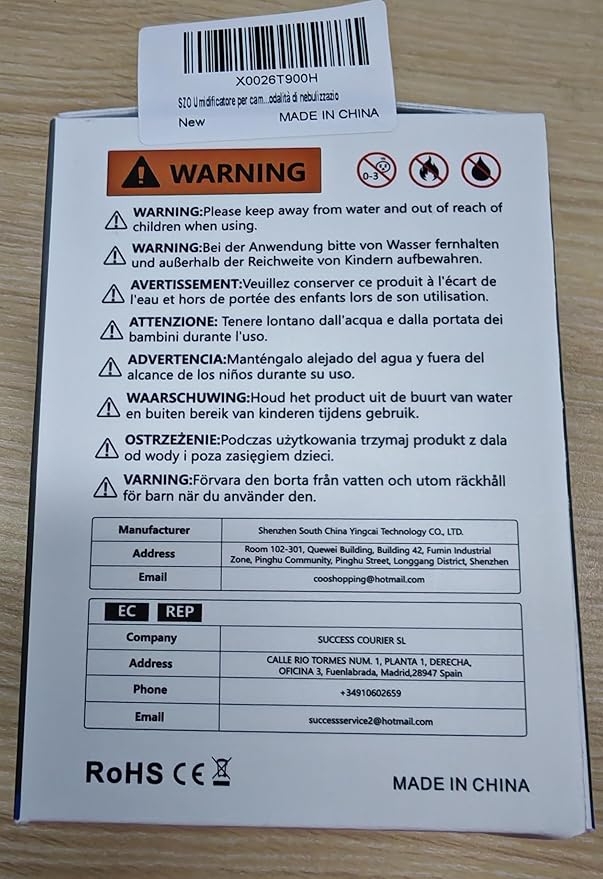 X0026T900H
SZO Umidificatore per cam...odalità di nebulizzazio
New MADE IN CHINA
WARNING
0-3
WARNING:Please keep away from water and out of reach of
children when using.
WARNING:Bei der Anwendung bitte von Wasser fernhalten
und außerhalb der Reichweite von Kindern aufbewahren.
AVERTISSEMENT:Veuillez conserver ce produit à l'écart de
l'eau et hors de portée des enfants lors de son utilisation.
ATTENZIONE: Tenere lontano dall'acqua e dalla portata dei
bambini durante l'uso.
ADVERTENCIA:Manténgalo alejado del agua y fuera del
alcance de los niños durante su uso.
WAARSCHUWING:Houd het product uit de buurt van water
en buiten bereik van kinderen tijdens gebruik.
OSTRZEŻENIE:Podczas użytkowania trzymaj produkt z dala
od wody i poza zasięgiem dzieci.
VARNING:Förvara den borta från vatten och utom räckhåll
för barn när du använder den.
Manufacturer Shenzhen South China Yingcai Technology CO., LTD.
Address Room 102-301, Quewei Building, Building 42, Fumin Industrial
Zone, Pinghu Community, Pinghu Street, Longgang District, Shenzhen
Email cooshopping@hotmail.com
EC REP
Company SUCCESS COURIER SL
Address CALLE RIO TORMES NUM. 1, PLANTA 1, DERECHA,
OFICINA 3, Fuenlabrada, Madrid,28947 Spain
Phone +34910602659
Email successservice2@hotmail.com
RoHS CE MADE IN CHINA